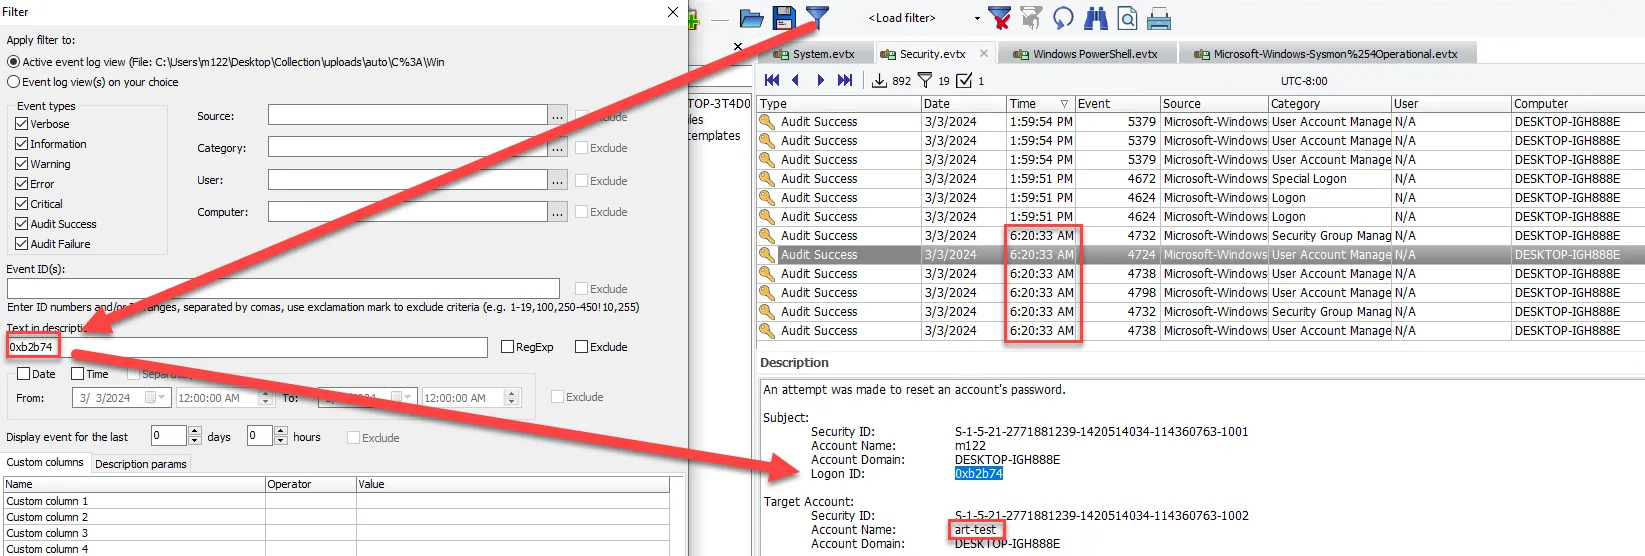 Filter
Apply filter to:
Active event log view (File: C:\Users\m122\Desktop\Collection\uploads\auto\C%3A\Win
Event log view(s) on your choice
Event types
Verbose
Information
Warning
Error
Critical
Audit Success
Audit Failure
Source: ... Exclude
Category: ... Exclude
User: ... Exclude
Computer: ... Exclude
Event ID(s):
Exclude
Enter ID numbers and/or ID ranges, separated by comas, use exclamation mark to exclude criteria (e.g. 1-19,100,250-450!10,255)
Text in description
0xb2b74 RegExp Exclude
Date Time
From: 3/ 3/2024 12:00:00 AM To: 12:00:00 AM Exclude
Display event for the last 0 days 0 hours Exclude
Custom columns Description params
Name Operator Value
Custom column 1
Custom column 2
Custom column 3
Custom column 4
<Load filter>
System.evtx Security.evtx Windows PowerShell.evtx Microsoft-Windows-Sysmon%254Operational.evtx
892 19 1 UTC-8:00
TOP-3T4D0
iles
templates
Type Date Time Event Source Category User Computer
Audit Success 3/3/2024 1:59:54 PM 5379 Microsoft-Windows User Account Manage N/A DESKTOP-IGH888E
Audit Success 3/3/2024 1:59:54 PM 5379 Microsoft-Windows User Account Manage N/A DESKTOP-IGH888E
Audit Success 3/3/2024 1:59:54 PM 5379 Microsoft-Windows User Account Manage N/A DESKTOP-IGH888E
Audit Success 3/3/2024 1:59:51 PM 4672 Microsoft-Windows Special Logon N/A DESKTOP-IGH888E
Audit Success 3/3/2024 1:59:51 PM 4624 Microsoft-Windows Logon N/A DESKTOP-IGH888E
Audit Success 3/3/2024 1:59:51 PM 4624 Microsoft-Windows Logon N/A DESKTOP-IGH888E
Audit Success 3/3/2024 6:20:33 AM 4732 Microsoft-Windows Security Group Manag N/A DESKTOP-IGH888E
Audit Success 3/3/2024 6:20:33 AM 4724 Microsoft-Windows User Account Manage N/A DESKTOP-IGH888E
Audit Success 3/3/2024 6:20:33 AM 4738 Microsoft-Windows User Account Manage N/A DESKTOP-IGH888E
Audit Success 3/3/2024 6:20:33 AM 4798 Microsoft-Windows User Account Manage N/A DESKTOP-IGH888E
Audit Success 3/3/2024 6:20:33 AM 4732 Microsoft-Windows Security Group Manag N/A DESKTOP-IGH888E
Audit Success 3/3/2024 6:20:33 AM 4738 Microsoft-Windows User Account Manage N/A DESKTOP-IGH888E
Description
An attempt was made to reset an account's password.
Subject:
Security ID: S-1-5-21-2771881239-1420514034-114360763-1001
Account Name: m122
Account Domain: DESKTOP-IGH888E
Logon ID: 0xb2b74
Target Account:
Security ID: S-1-5-21-2771881239-1420514034-114360763-1002
Account Name: art-test
Account Domain: DESKTOP-IGH888E